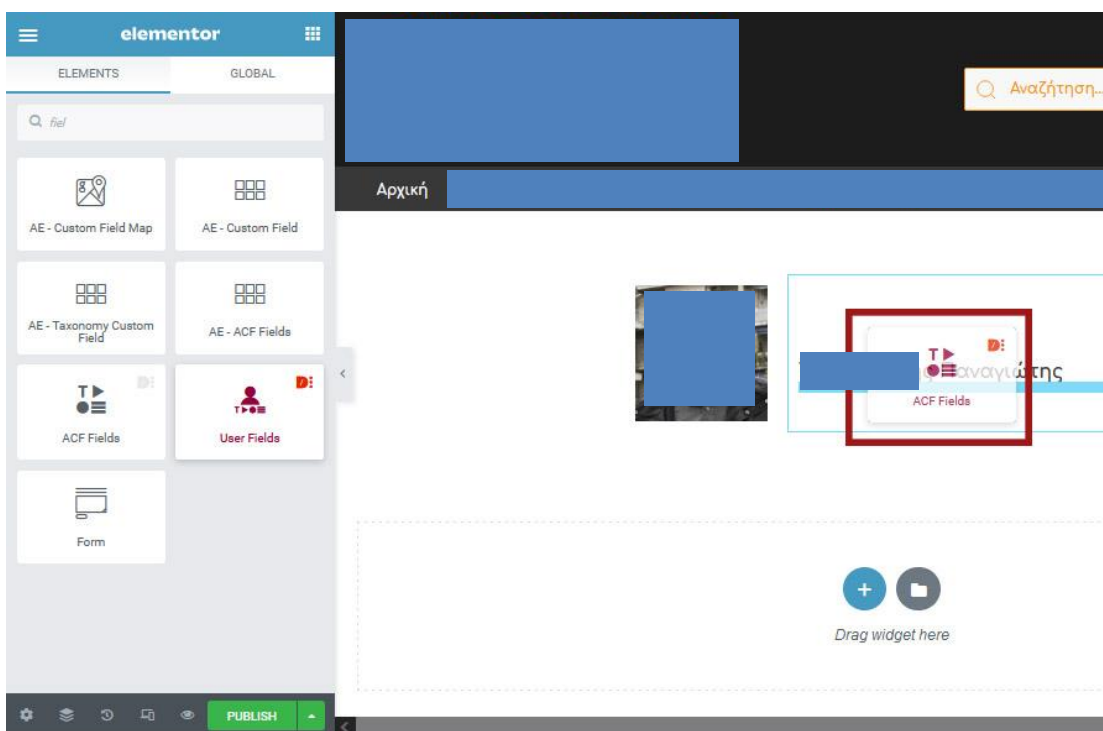 elementor
ELEMENTS
GLOBAL
Αναζήτηση...
fiel
Αρχική
AE - Custom Field Map
AE - Custom Field
AE - Taxonomy Custom
Field
AE - ACF Fields
ACF Fields
User Fields
Form
Παναγιώτης
ACF Fields
Drag widget here
PUBLISH